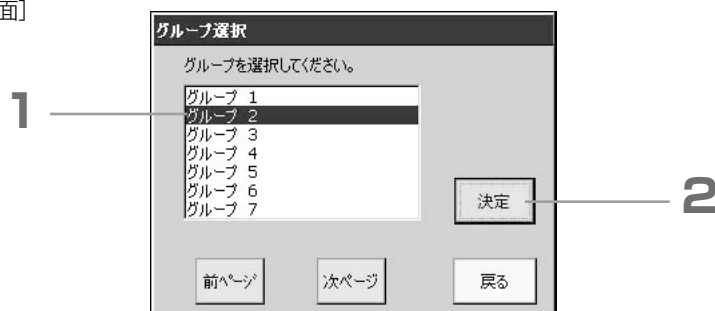 面]
グループ選択
グループを選択してください。
グループ 1
1
グループ 2
グループ 3
グループ 4
グループ 5
グループ 6
グループ 7
決定
2
前ページ
次ページ
戻る